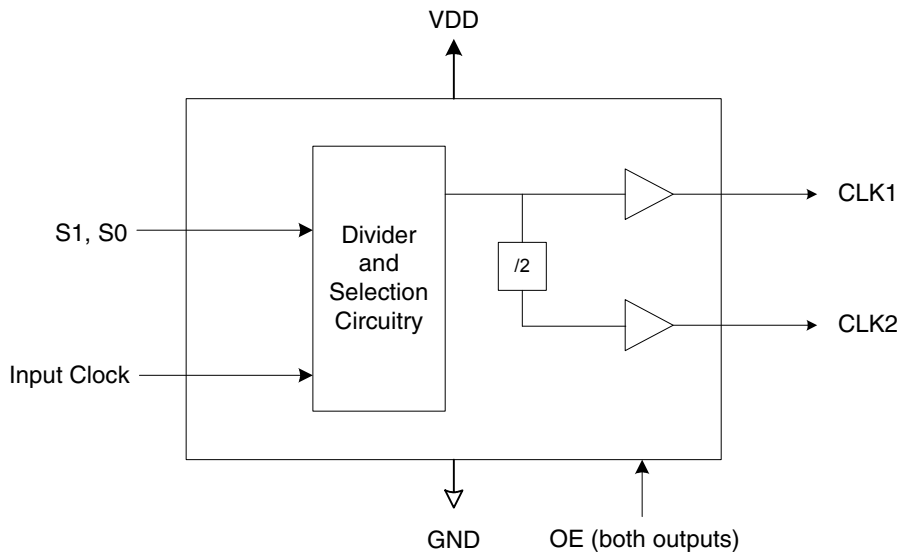 VDD
S1, S0
Divider
and
Selection
Circuitry
/2
CLK1
CLK2
Input Clock
GND
OE (both outputs)